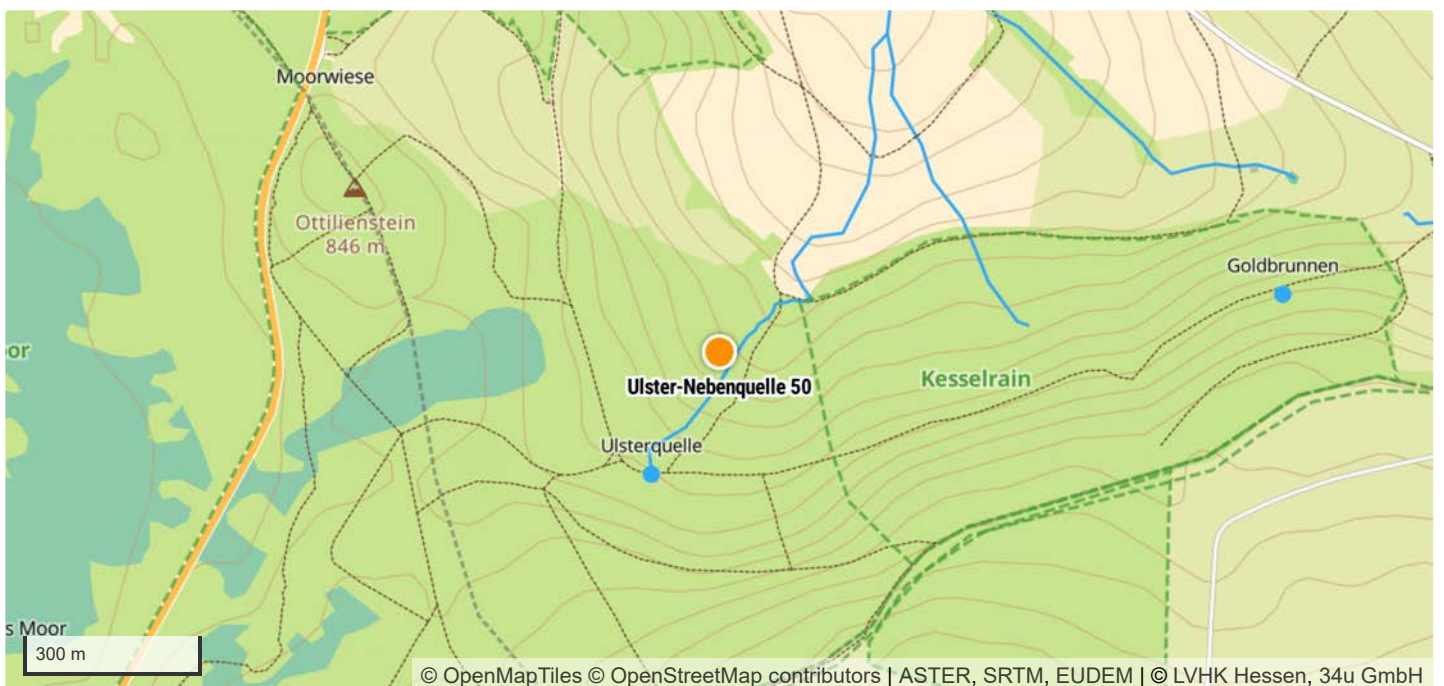 Moorwiese
Ottilienstein
846 m
Goldbrunnen
oor
Ulster-Nebenquelle 50
Kesselrain
Ulsterquelle
s Moor
300 m
© OpenMapTiles © OpenStreetMap contributors | ASTER, SRTM, EUDEM | © LVHK Hessen, 34u GmbH